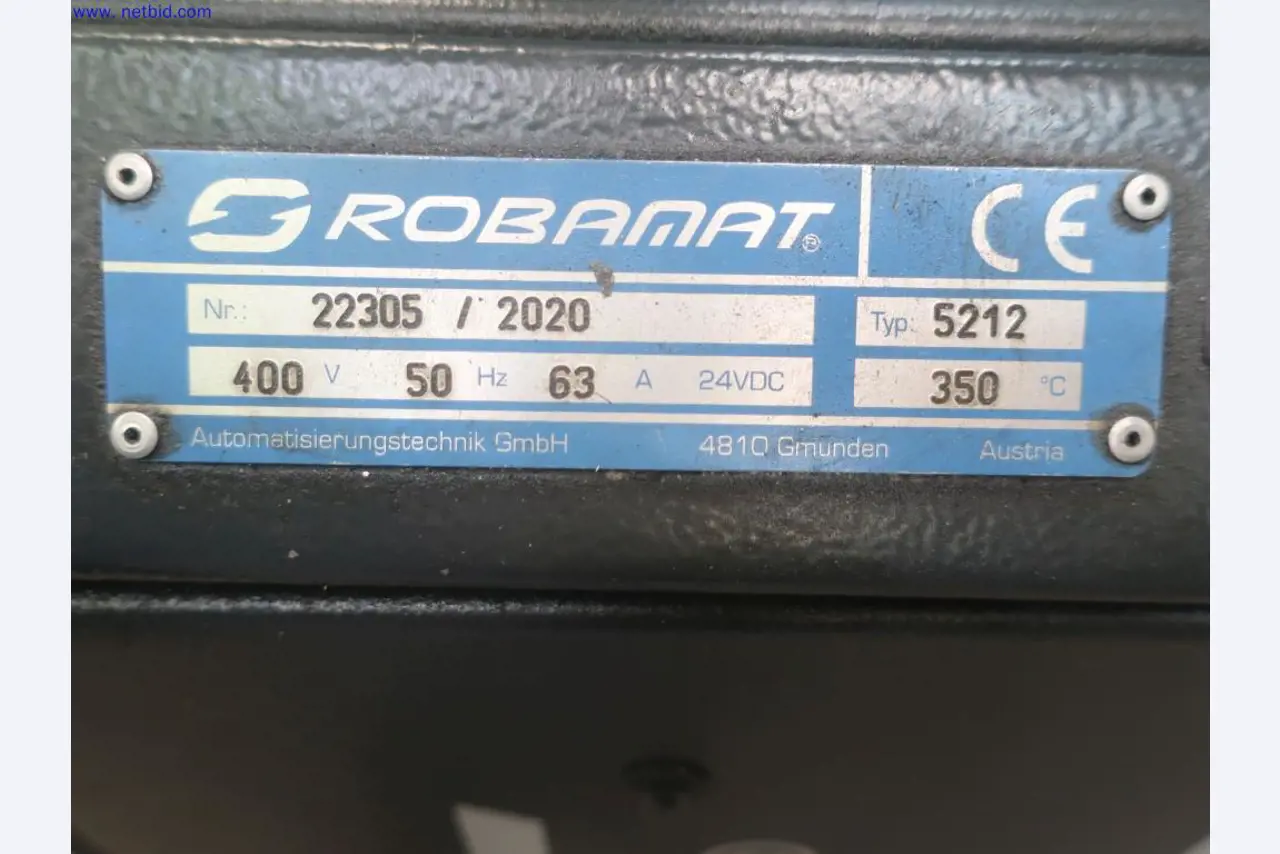 www. netbid.com
ROBAMAT® CE
Nr.: 22305 / 2020 Typ: 5212
400 V 50 Hz 63 A 24VDC 350 °C
Automatisierungstechnik GmbH 4810 Gmunden Austria